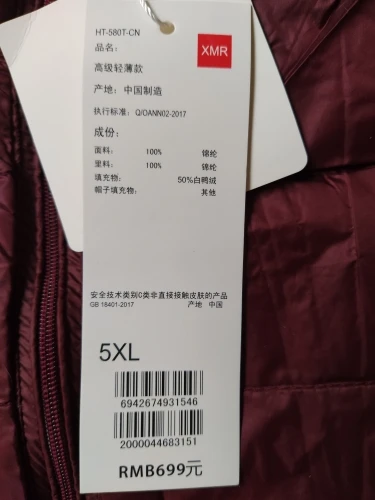 HT-580T-CN
品名:
XMR
高级轻薄款
产地: 中国制造
执行标准: Q/OANN02-2017
成份:
面料: 100% 锦纶
里料: 100% 锦纶
填充物: 50%白鸭绒
帽子填充物: 其他
安全技术类别C类非直接接触皮肤的产品
GB 18401-2017 产地 中国
5XL
6942674931546
2000044683151
RMB699元